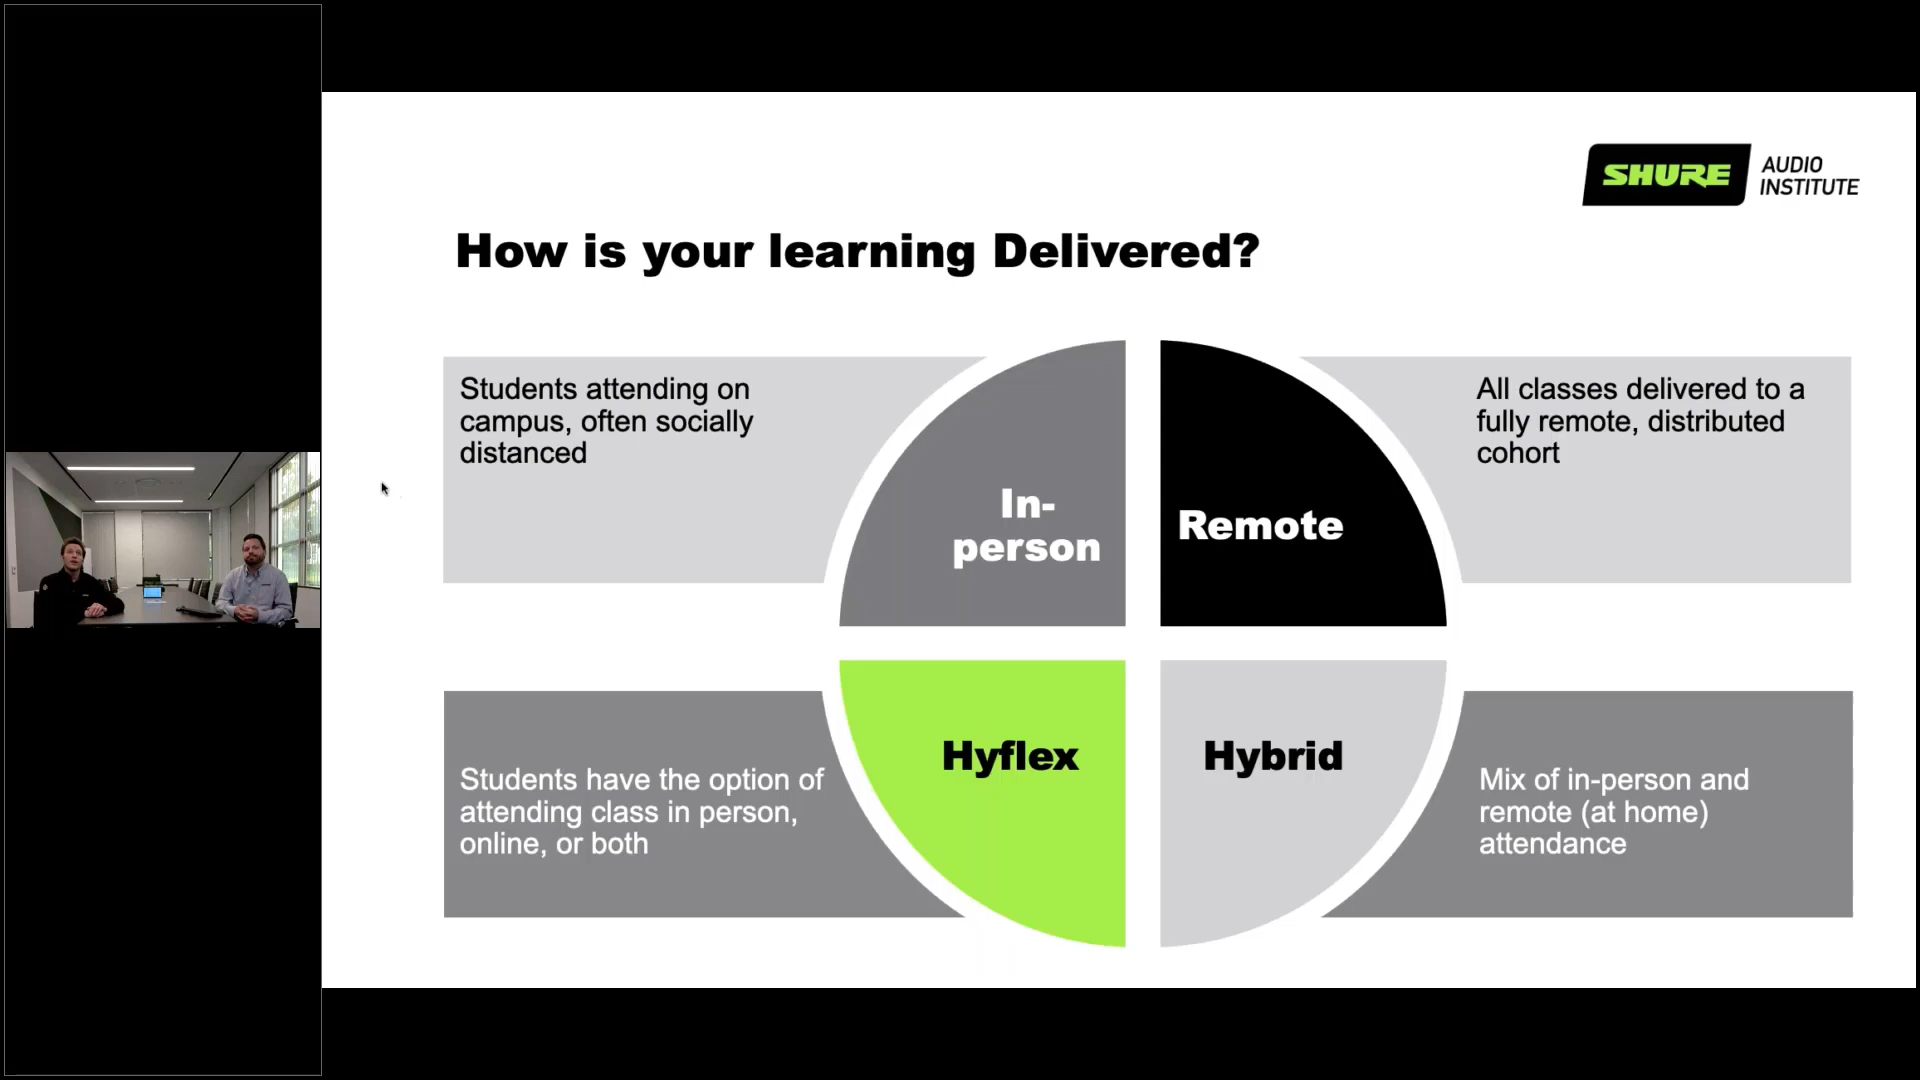 SHURE
AUDIO
INSTITUTE
How is your learning Delivered?
Students attending on
campus, often socially
distanced
In-
person
Remote
All classes delivered to a
fully remote, distributed
cohort
Students have the option of
attending class in person,
online, or both
Hyflex
Hybrid
Mix of in-person and
remote (at home)
attendance